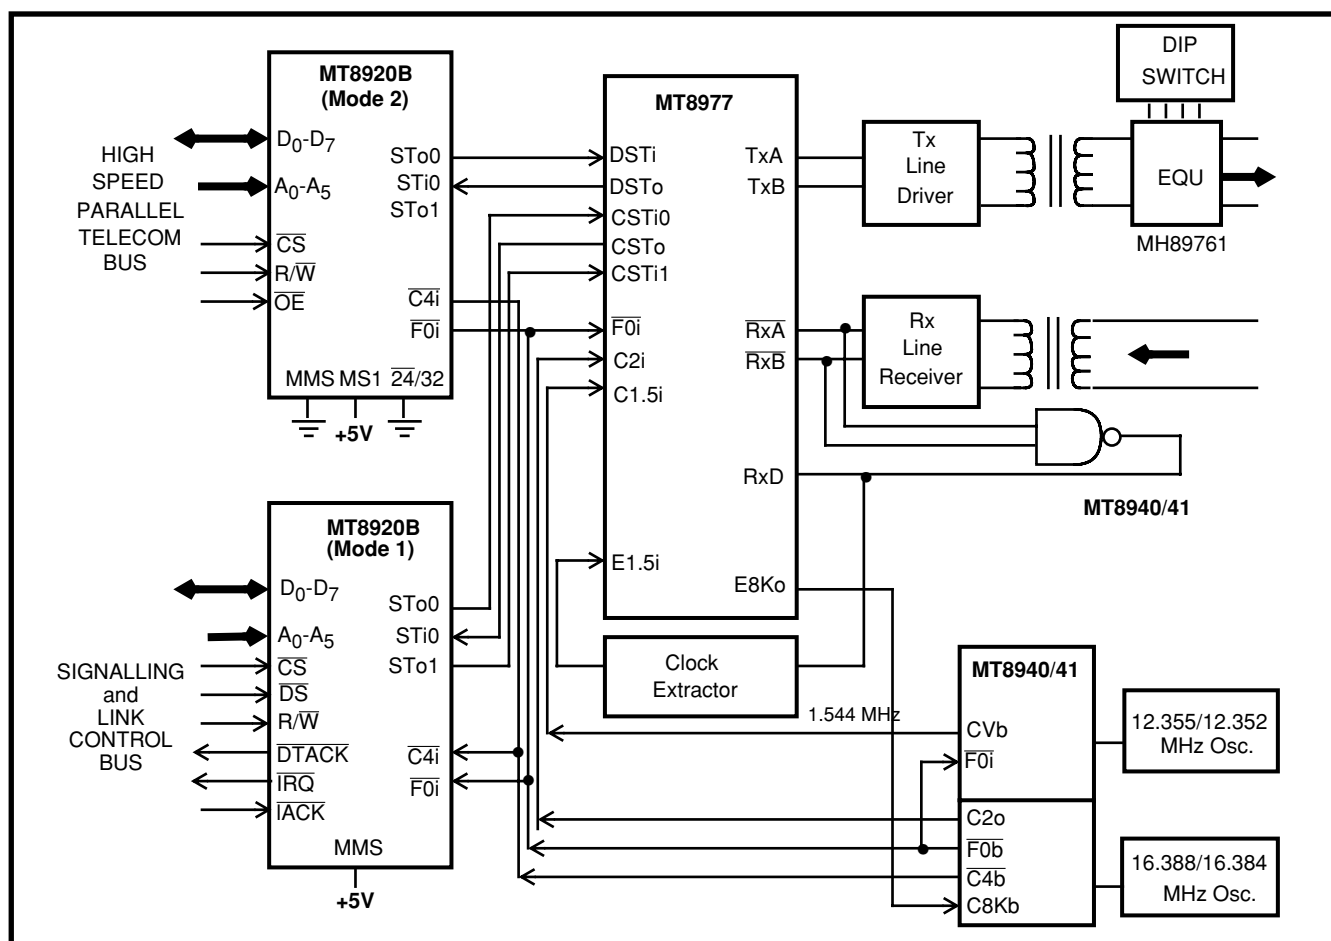 MT8920B
(Mode 2)
HIGH
SPEED
PARALLEL
TELECOM
BUS
D0-D7
A0-A5
CS
R/W
OE
STo0
STi0
STo1
C4i
F0i
MMS MS1 24/32
+5V
MT8977
DSTi
DSTo
CSTi0
CSTo
CSTi1
F0i
C2i
C1.5i
E1.5i
TxA
TxB
RxA
RxB
RxD
E8Ko
Tx
Line
Driver
DIP
SWITCH
EQU
MH89761
Rx
Line
Receiver
MT8940/41
MT8920B
(Mode 1)
SIGNALLING
and
LINK
CONTROL
BUS
D0-D7
A0-A5
CS
DS
R/W
DTACK
IRQ
IACK
STo0
STi0
STo1
C4i
F0i
MMS
+5V
Clock
Extractor
1.544 MHz
MT8940/41
CVb
F0i
C2o
F0b
C4b
C8Kb
12.355/12.352
MHz Osc.
16.388/16.384
MHz Osc.